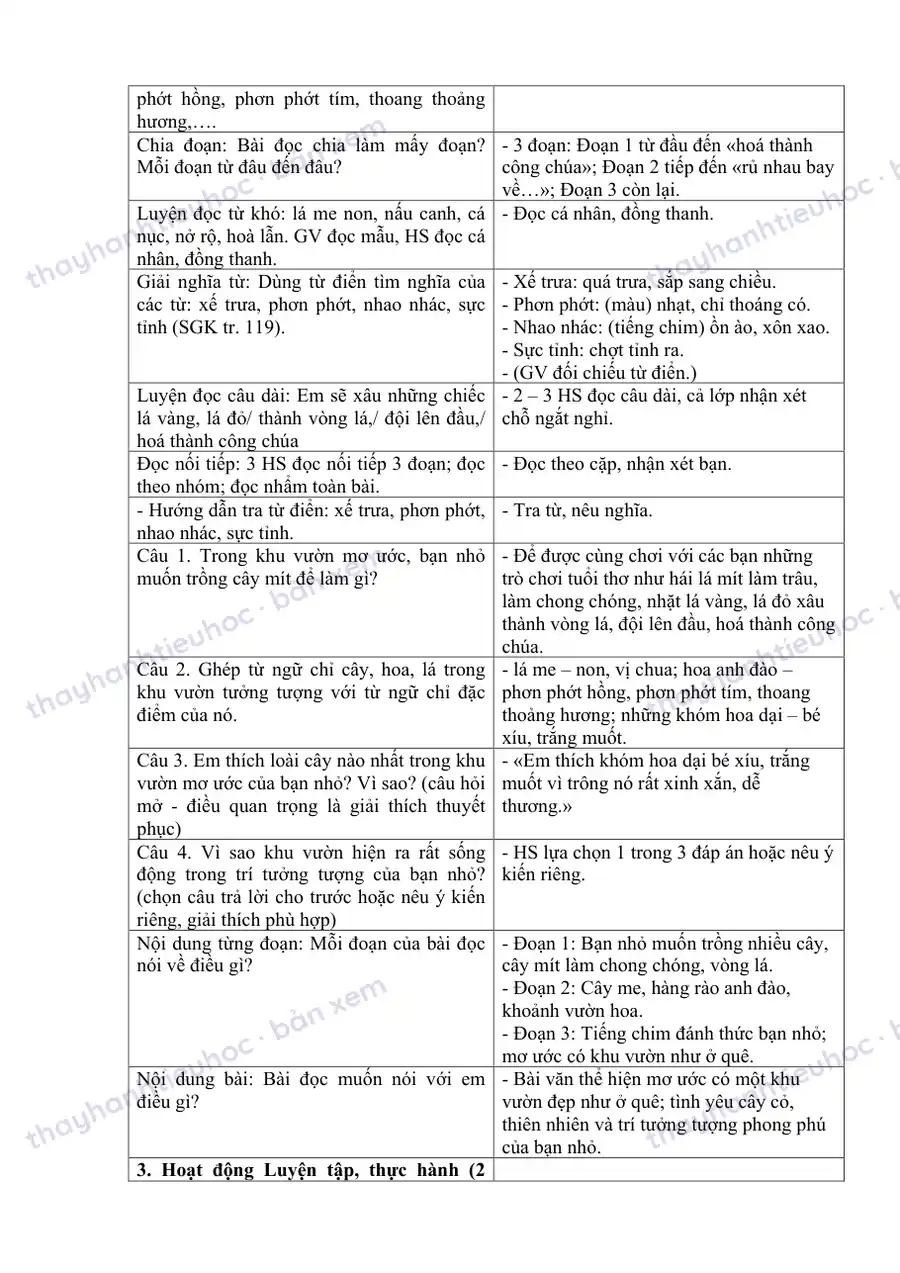 phớt hồng, phơn phớt tím, thoang thoảng
hương,….
Chia đoạn: Bài đọc chia làm mấy đoạn?
Mỗi đoạn từ đâu đến đâu?
- 3 đoạn: Đoạn 1 từ đầu đến «hoá thành
công chúa»; Đoạn 2 tiếp đến «rủ nhau bay
về…»; Đoạn 3 còn lại.
Luyện đọc từ khó: lá me non, nấu canh, cá
nục, nở rộ, hoà lẫn. GV đọc mẫu, HS đọc cá
nhân, đồng thanh.
- Đọc cá nhân, đồng thanh.
Giải nghĩa từ: Dùng từ điển tìm nghĩa của
các từ: xế trưa, phơn phớt, nhao nhác, sực
tỉnh (SGK tr. 119).
- Xế trưa: quá trưa, sắp sang chiều.
- Phơn phớt: (màu) nhạt, chỉ thoáng có.
- Nhao nhác: (tiếng chim) ồn ào, xôn xao.
- Sực tỉnh: chợt tỉnh ra.
- (GV đối chiếu từ điển.)
Luyện đọc câu dài: Em sẽ xâu những chiếc
lá vàng, lá đỏ/ thành vòng lá,/ đội lên đầu,/
hoá thành công chúa
- 2 – 3 HS đọc câu dài, cả lớp nhận xét
chỗ ngắt nghỉ.
Đọc nối tiếp: 3 HS đọc nối tiếp 3 đoạn; đọc
theo nhóm; đọc nhẩm toàn bài.
- Đọc theo cặp, nhận xét bạn.
- Hướng dẫn tra từ điển: xế trưa, phơn phớt,
nhao nhác, sực tỉnh.
- Tra từ, nêu nghĩa.
Câu 1. Trong khu vườn mơ ước, bạn nhỏ
muốn trồng cây mít để làm gì?
- Để được cùng chơi với các bạn những
trò chơi tuổi thơ như hái lá mít làm trâu,
làm chong chóng, nhặt lá vàng, lá đỏ xâu
thành vòng lá, đội lên đầu, hoá thành công
chúa.
Câu 2. Ghép từ ngữ chỉ cây, hoa, lá trong
khu vườn tưởng tượng với từ ngữ chỉ đặc
điểm của nó.
- lá me – non, vị chua; hoa anh đào –
phơn phớt hồng, phơn phớt tím, thoang
thoảng hương; những khóm hoa dại – bé
xíu, trắng muốt.
Câu 3. Em thích loài cây nào nhất trong khu
vườn mơ ước của bạn nhỏ? Vì sao? (câu hỏi
mở - điều quan trọng là giải thích thuyết
phục)
- «Em thích khóm hoa dại bé xíu, trắng
muốt vì trông nó rất xinh xắn, dễ
thương.»
Câu 4. Vì sao khu vườn hiện ra rất sống
động trong trí tưởng tượng của bạn nhỏ?
(chọn câu trả lời cho trước hoặc nêu ý kiến
riêng, giải thích phù hợp)
- HS lựa chọn 1 trong 3 đáp án hoặc nêu ý
kiến riêng.
Nội dung từng đoạn: Mỗi đoạn của bài đọc
nói về điều gì?
- Đoạn 1: Bạn nhỏ muốn trồng nhiều cây,
cây mít làm chong chóng, vòng lá.
- Đoạn 2: Cây me, hàng rào anh đào,
khoảnh vườn hoa.
- Đoạn 3: Tiếng chim đánh thức bạn nhỏ;
mơ ước có khu vườn như ở quê.
Nội dung bài: Bài đọc muốn nói với em
điều gì?
- Bài văn thể hiện mơ ước có một khu
vườn đẹp như ở quê; tình yêu cây cỏ,
thiên nhiên và trí tưởng tượng phong phú
của bạn nhỏ.
3. Hoạt động Luyện tập, thực hành (2
thayhanhtieuhoc · bản xem
thayhanhtieuhoc · b
thayhanhtieuhoc · bản xem
thayhanhtieuhoc · b
thayhanhtieuhoc · bản xem
thayhanhtieuhoc · b